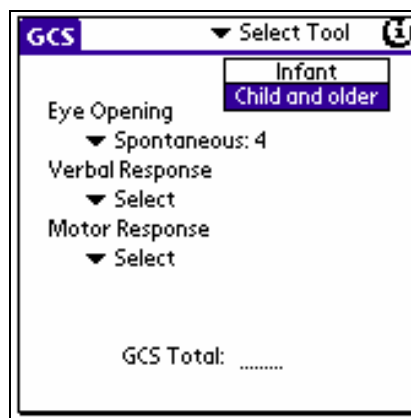 GCS Select Tool
Infant
Child and older
Eye Opening
Spontaneous: 4
Verbal Response
Select
Motor Response
Select
GCS Total: .........